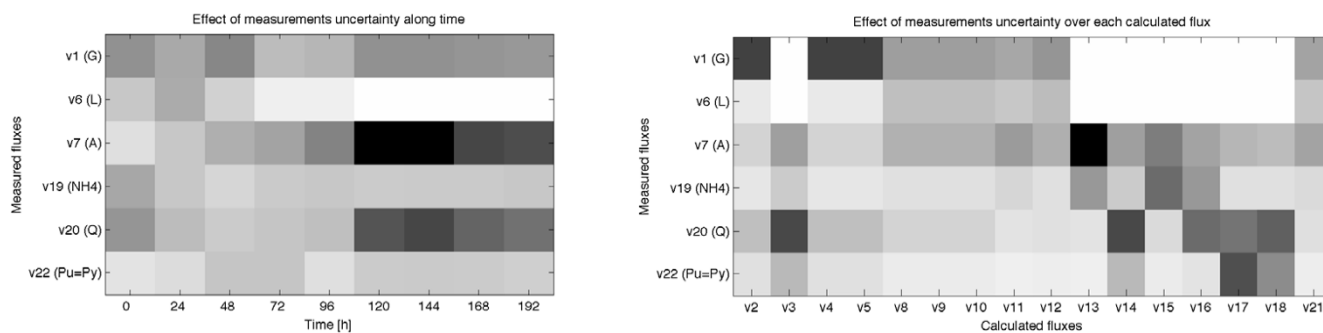 Effect of measurements uncertainty along time
Measured fluxes
v1 (G)
v6 (L)
v7 (A)
v19 (NH4)
v20 (Q)
v22 (Pu=Py)
0 24 48 72 96 120 144 168 192
Time [h]
Effect of measurements uncertainty over each calculated flux
Measured fluxes
v1 (G)
v6 (L)
v7 (A)
v19 (NH4)
v20 (Q)
v22 (Pu=Py)
v2 v3 v4 v5 v8 v9 v10 v11 v12 v13 v14 v15 v16 v17 v18 v21
Calculated fluxes